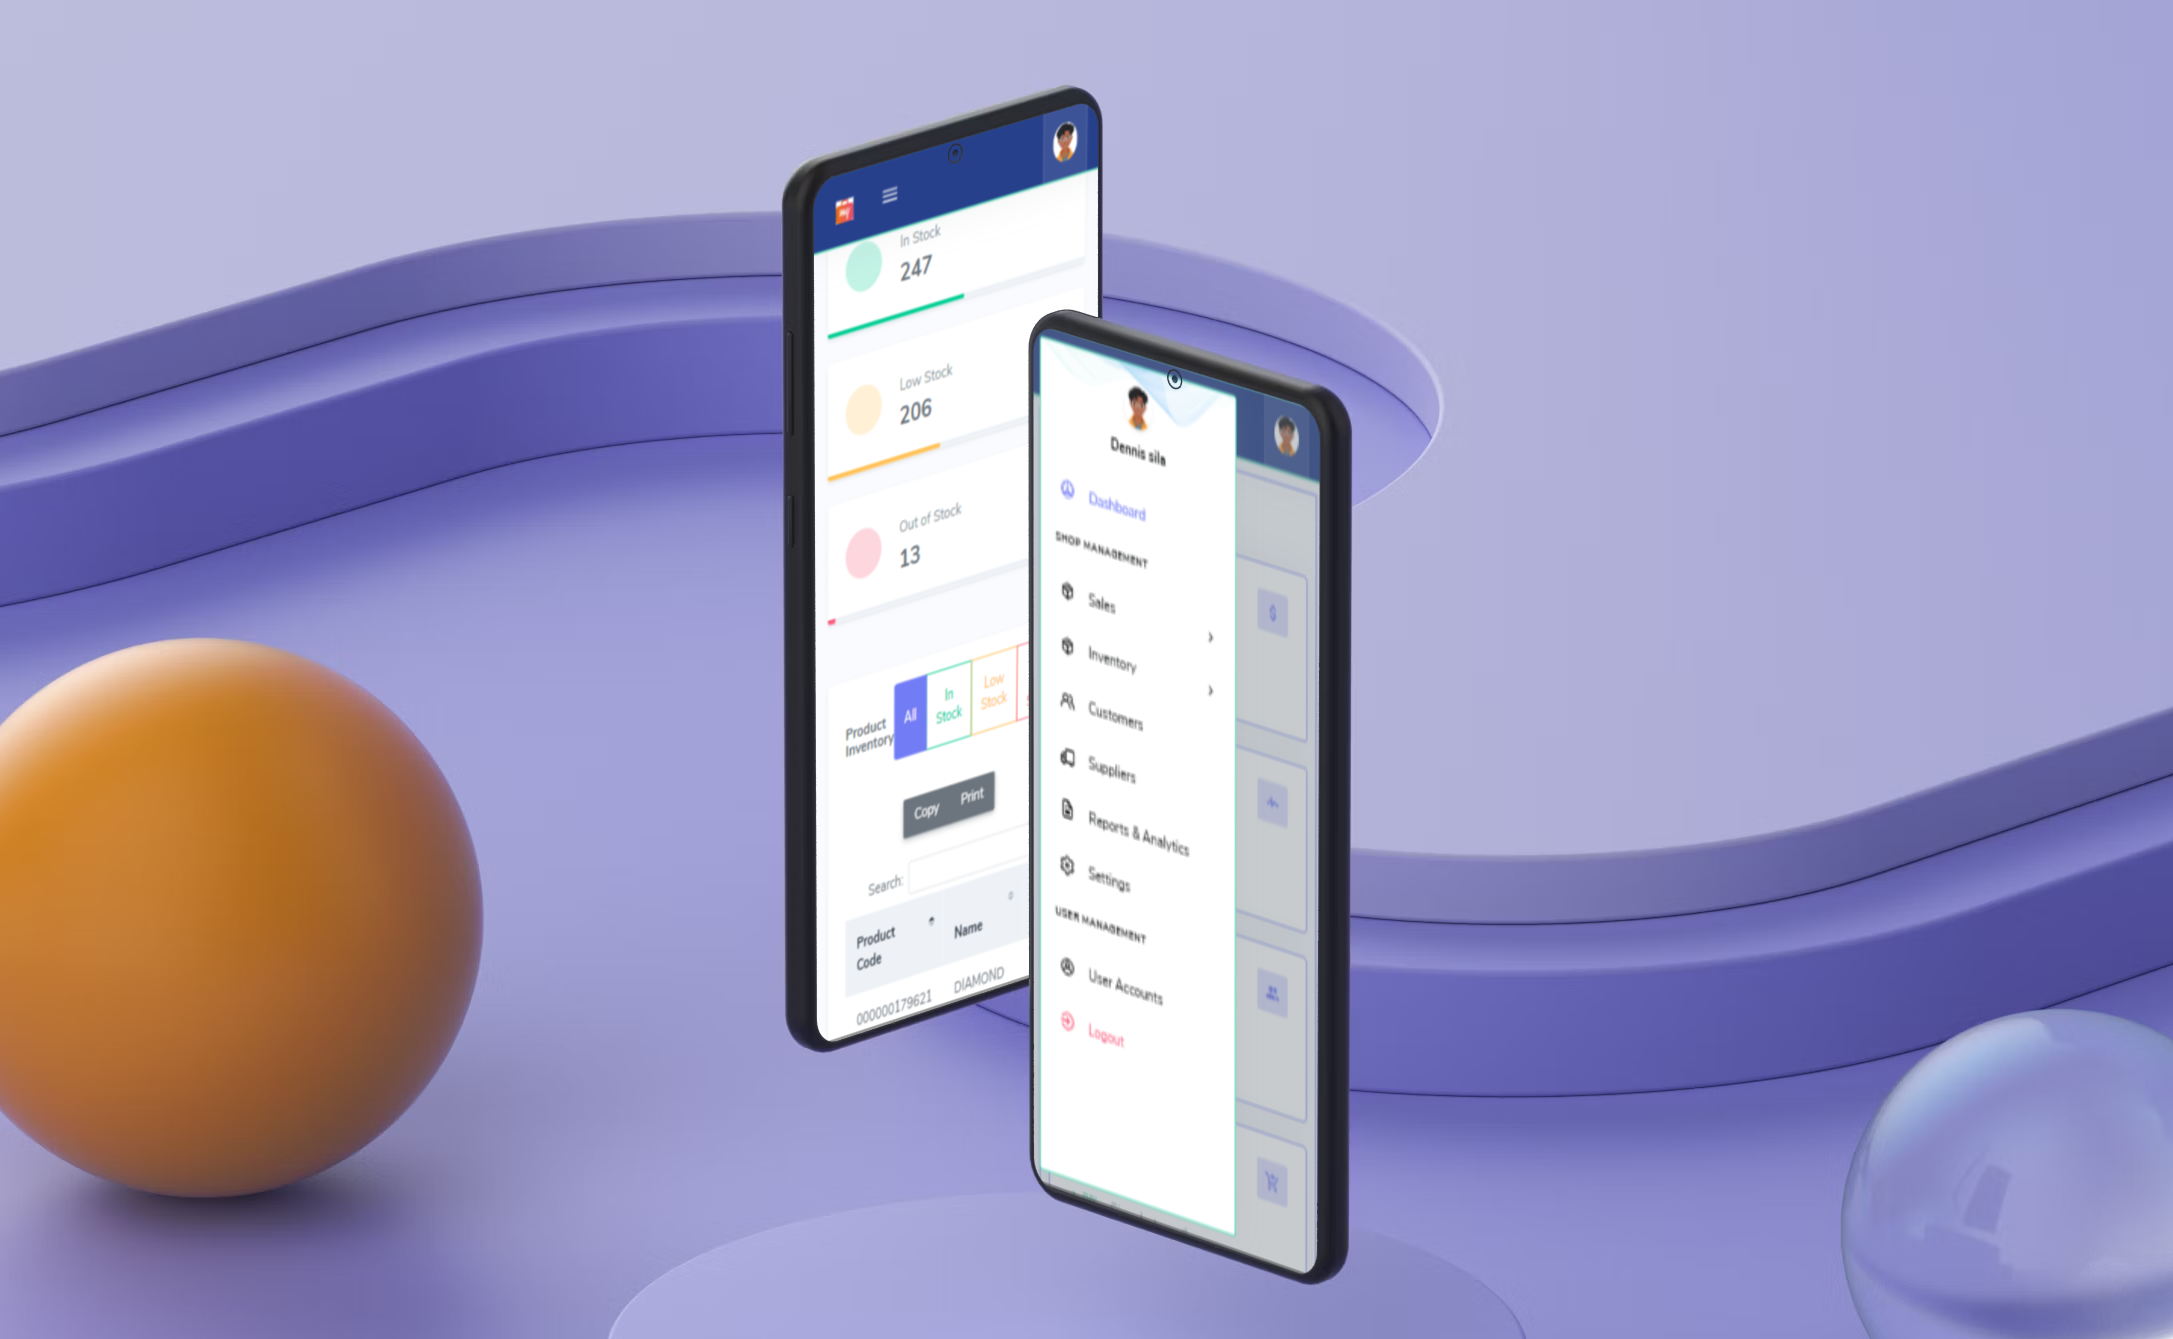 In Stock
247
Low Stock
206
Out of Stock
13
Product
Inventory
All
In
Stock
Low
Stock
Copy
Print
Search:
Product
Code
Name
000000179621
DIAMOND
Dennis sila
Dashboard
SHOP MANAGEMENT
Sales
Inventory
Customers
Suppliers
Reports & Analytics
Settings
USER MANAGEMENT
User Accounts
Logout